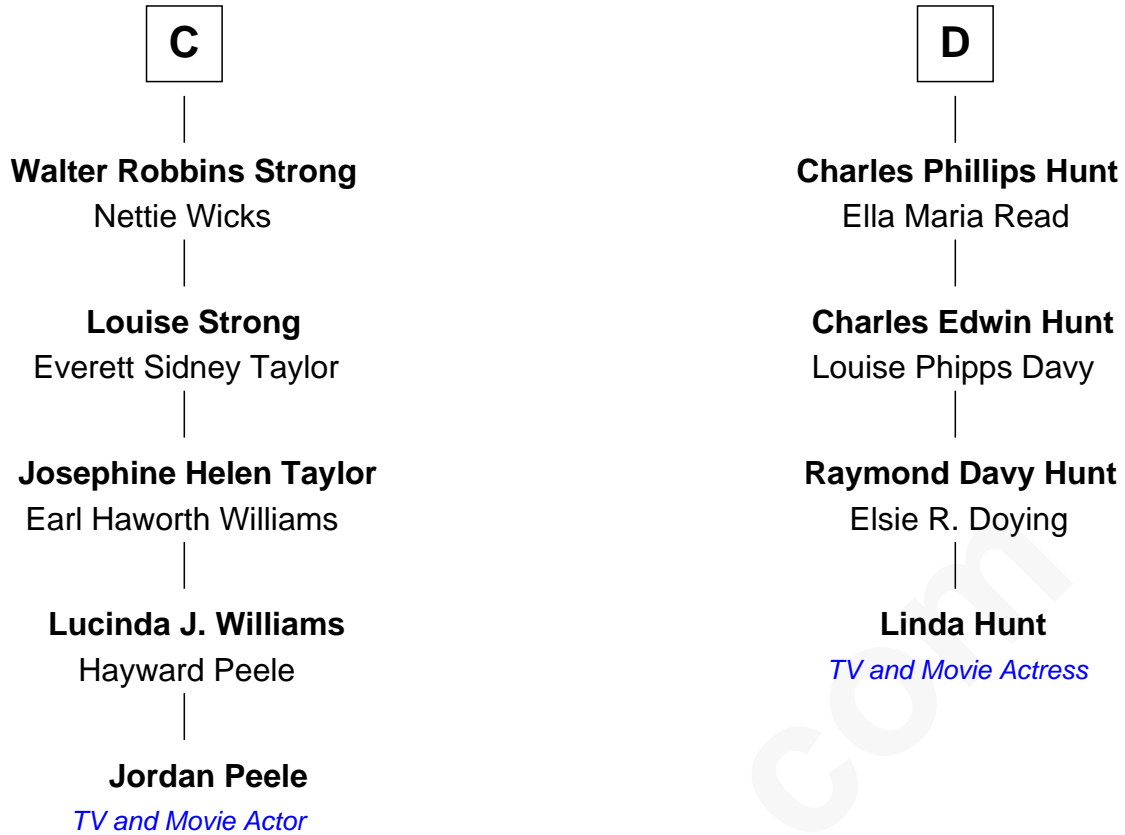 C
Walter Robbins Strong
Nettie Wicks
Louise Strong
Everett Sidney Taylor
Josephine Helen Taylor
Earl Haworth Williams
Lucinda J. Williams
Hayward Peele
Jordan Peele
TV and Movie Actor
D
Charles Phillips Hunt
Ella Maria Read
Charles Edwin Hunt
Louise Phipps Davy
Raymond Davy Hunt
Elsie R. Doying
Linda Hunt
TV and Movie Actress
com